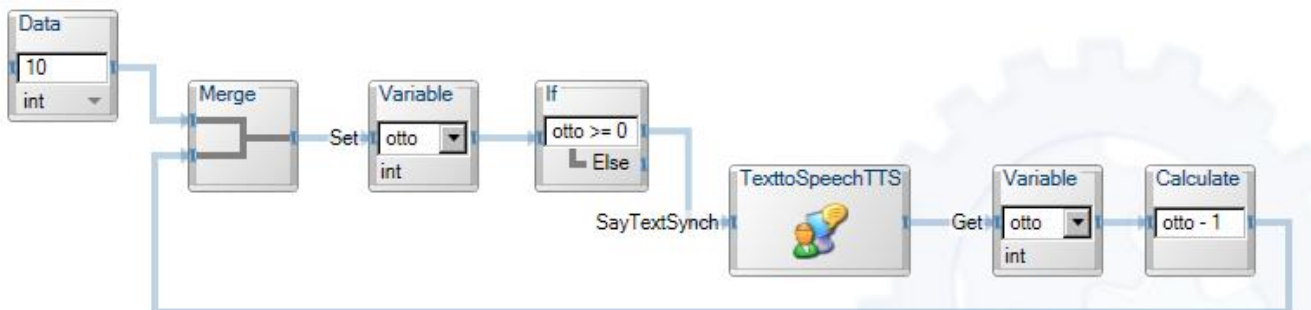 Data
10
int
Merge
Set
Variable
otto
int
If
otto >= 0
Else
SayTextSynch
TexttoSpeechTTS
Get
Variable
otto
int
Calculate
otto - 1